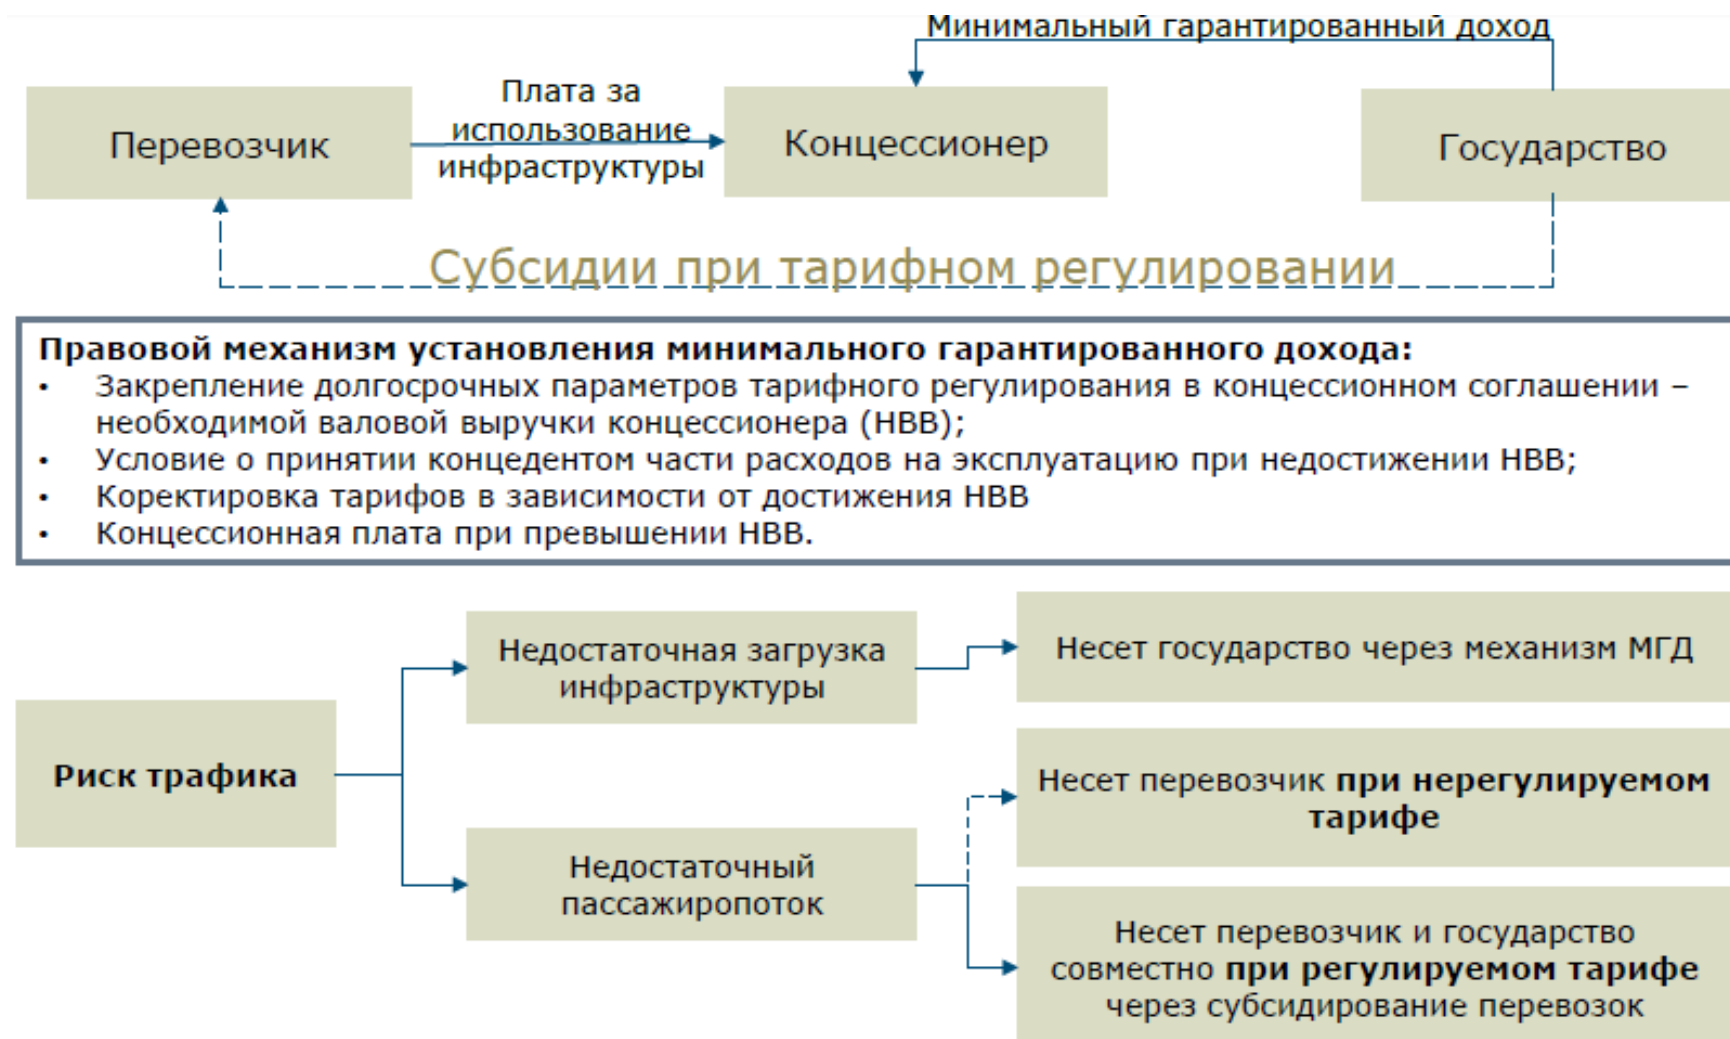 Минимальный гарантированный доход
Плата за
использование
инфраструктуры
Перевозчик
Концессионер
Государство
Субсидии при тарифном регулировании
Правовой механизм установления минимального гарантированного дохода:
• Закрепление долгосрочных параметров тарифного регулирования в концессионном соглашении –
необходимой валовой выручки концессионера (НВВ);
• Условие о принятии концедентом части расходов на эксплуатацию при недостижении НВВ;
• Коректировка тарифов в зависимости от достижения НВВ
• Концессионная плата при превышении НВВ.
Риск трафика
Недостаточная загрузка
инфраструктуры
Несет государство через механизм МГД
Недостаточный
пассажиропоток
Несет перевозчик при нерегулируемом
тарифе
Несет перевозчик и государство
совместно при регулируемом тарифе
через субсидирование перевозок